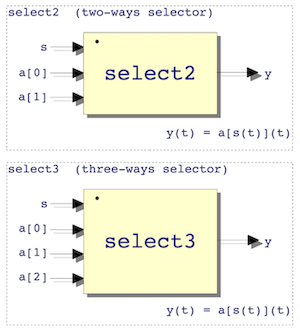 select2 (two-ways selector)
s
a[0]
select2
y
a[1]
y(t) = a[s(t)](t)
select3 (three-ways selector)
s
a[0]
select3
y
a[1]
a[2]
y(t) = a[s(t)](t)